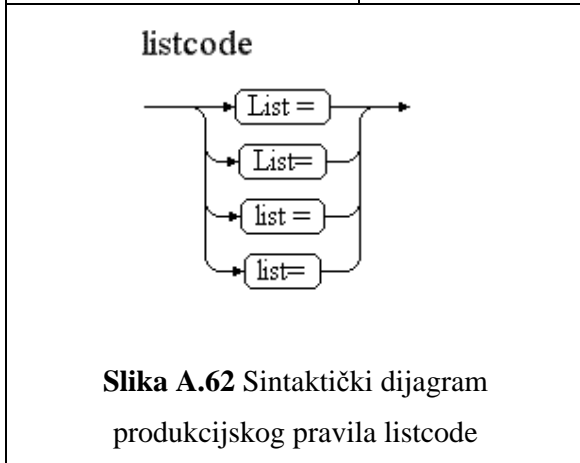 listcode
List =
List=
list =
list=
Slika A.62 Sintaktički dijagram
produkcijskog pravila listcode